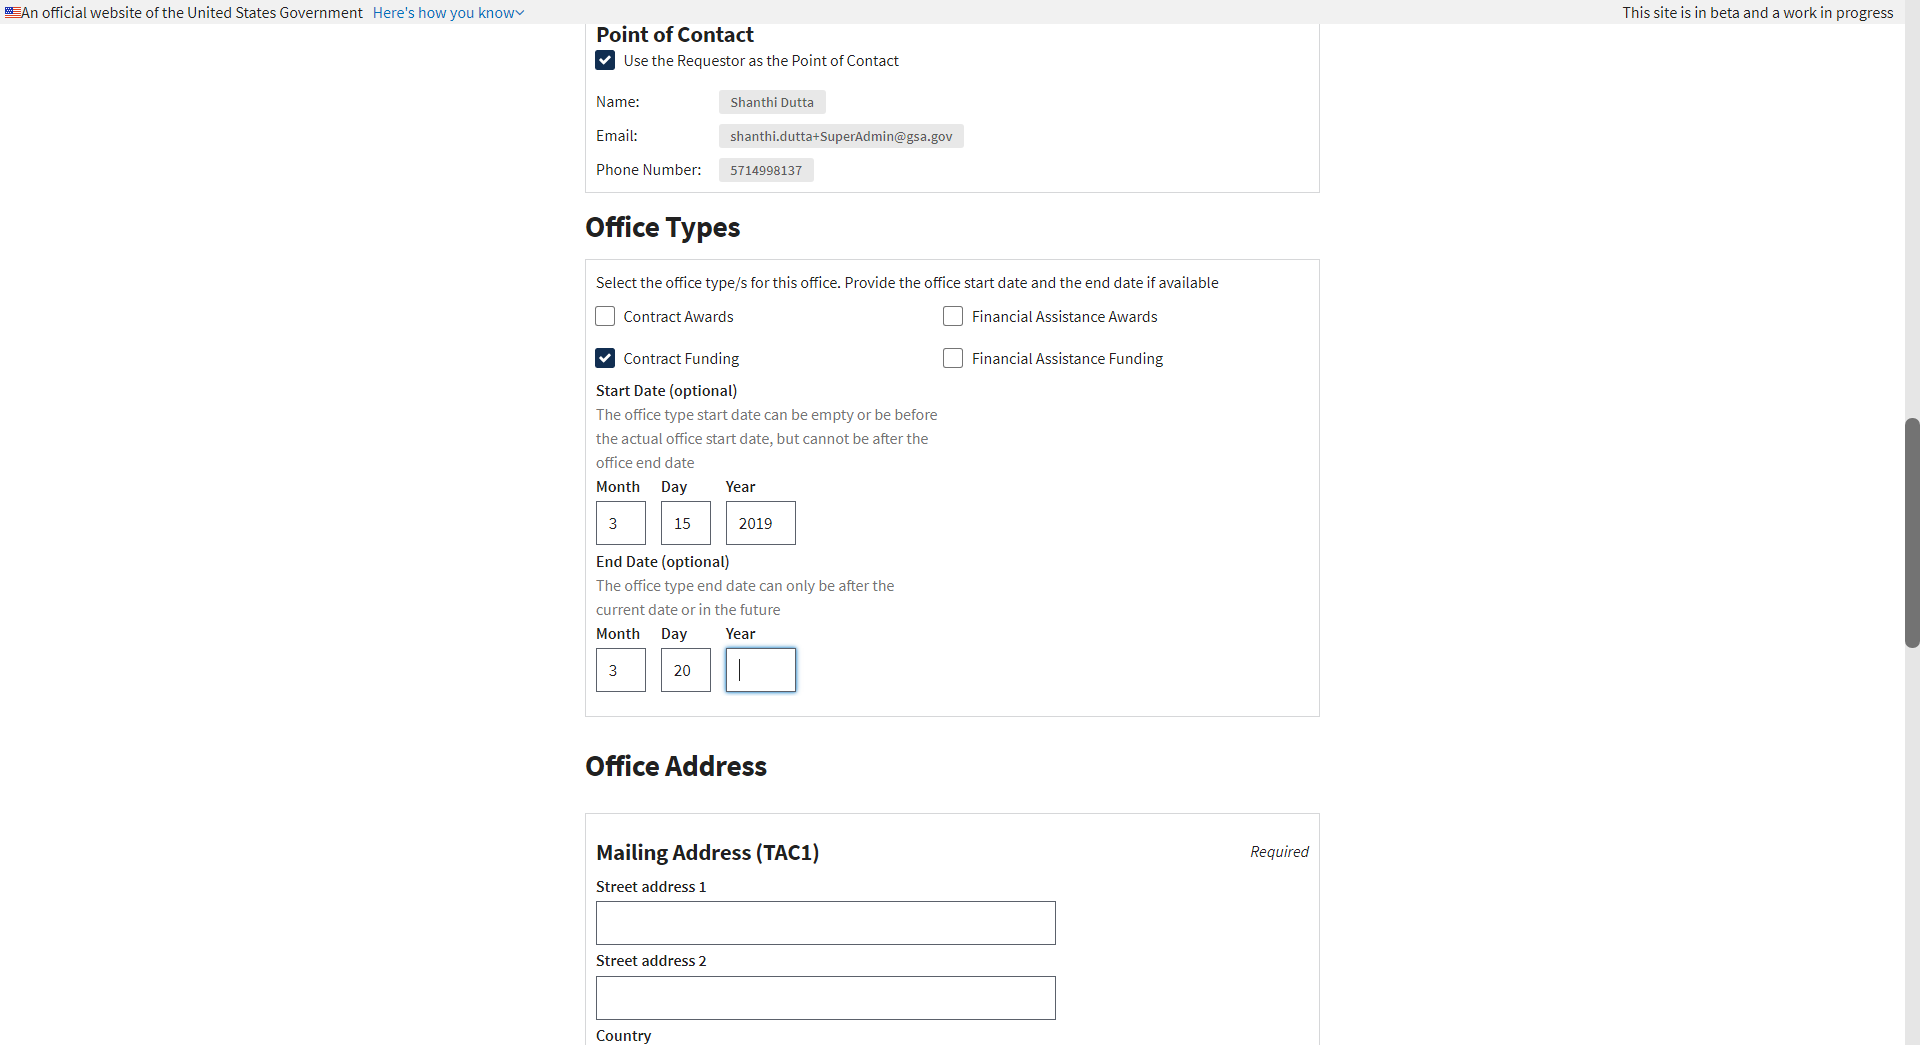 An official website of the United States Government Here's how you know
This site is in beta and a work in progress
Point of Contact
Use the Requestor as the Point of Contact
Name: Shanthi Dutta
Email: shanthi.dutta+SuperAdmin@gsa.gov
Phone Number: 5714998137
Office Types
Select the office type/s for this office. Provide the office start date and the end date if available
Contract Awards Financial Assistance Awards
Contract Funding Financial Assistance Funding
Start Date (optional)
The office type start date can be empty or be before
the actual office start date, but cannot be after the
office end date
Month Day Year
3 15 2019
End Date (optional)
The office type end date can only be after the
current date or in the future
Month Day Year
3 20
Office Address
Mailing Address (TAC1) Required
Street address 1
Street address 2
Country